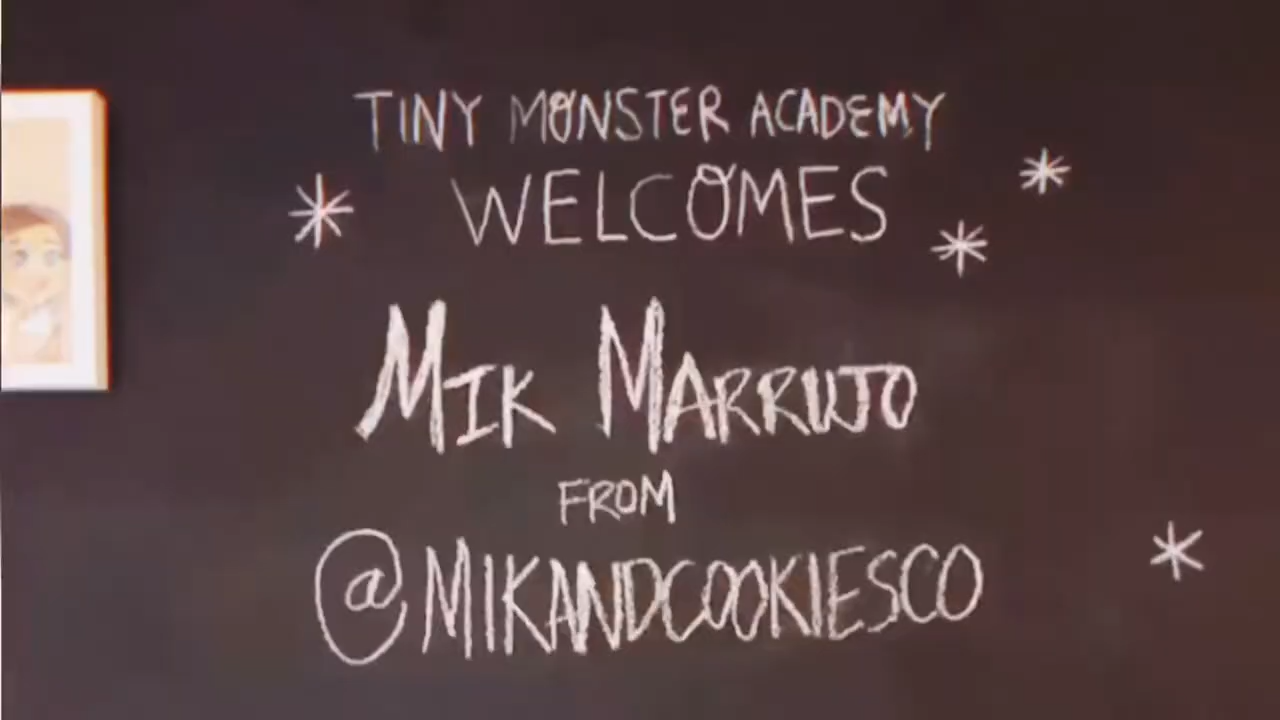 TINY MONSTER ACADEMY
WELCOMES
MIK MARRUJO
FROM
@MIKANDCOOKIESCO